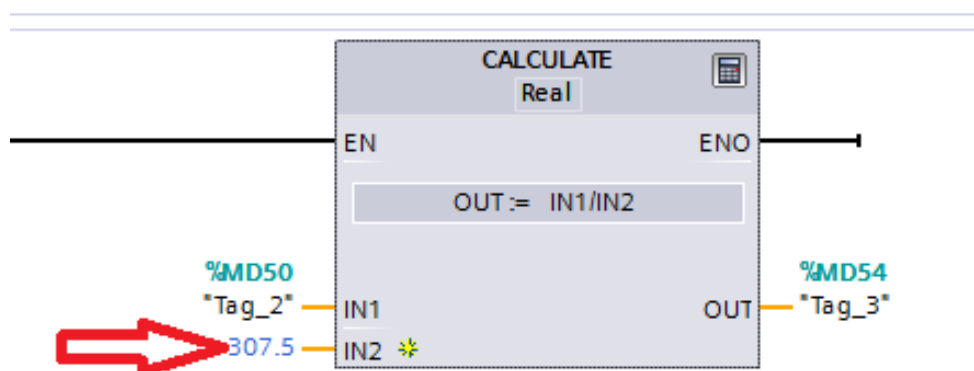 CALCULATE
Real
EN ENO
OUT := IN1/IN2
%MD50 %MD54
"Tag_2" IN1 OUT "Tag_3"
307.5 IN2